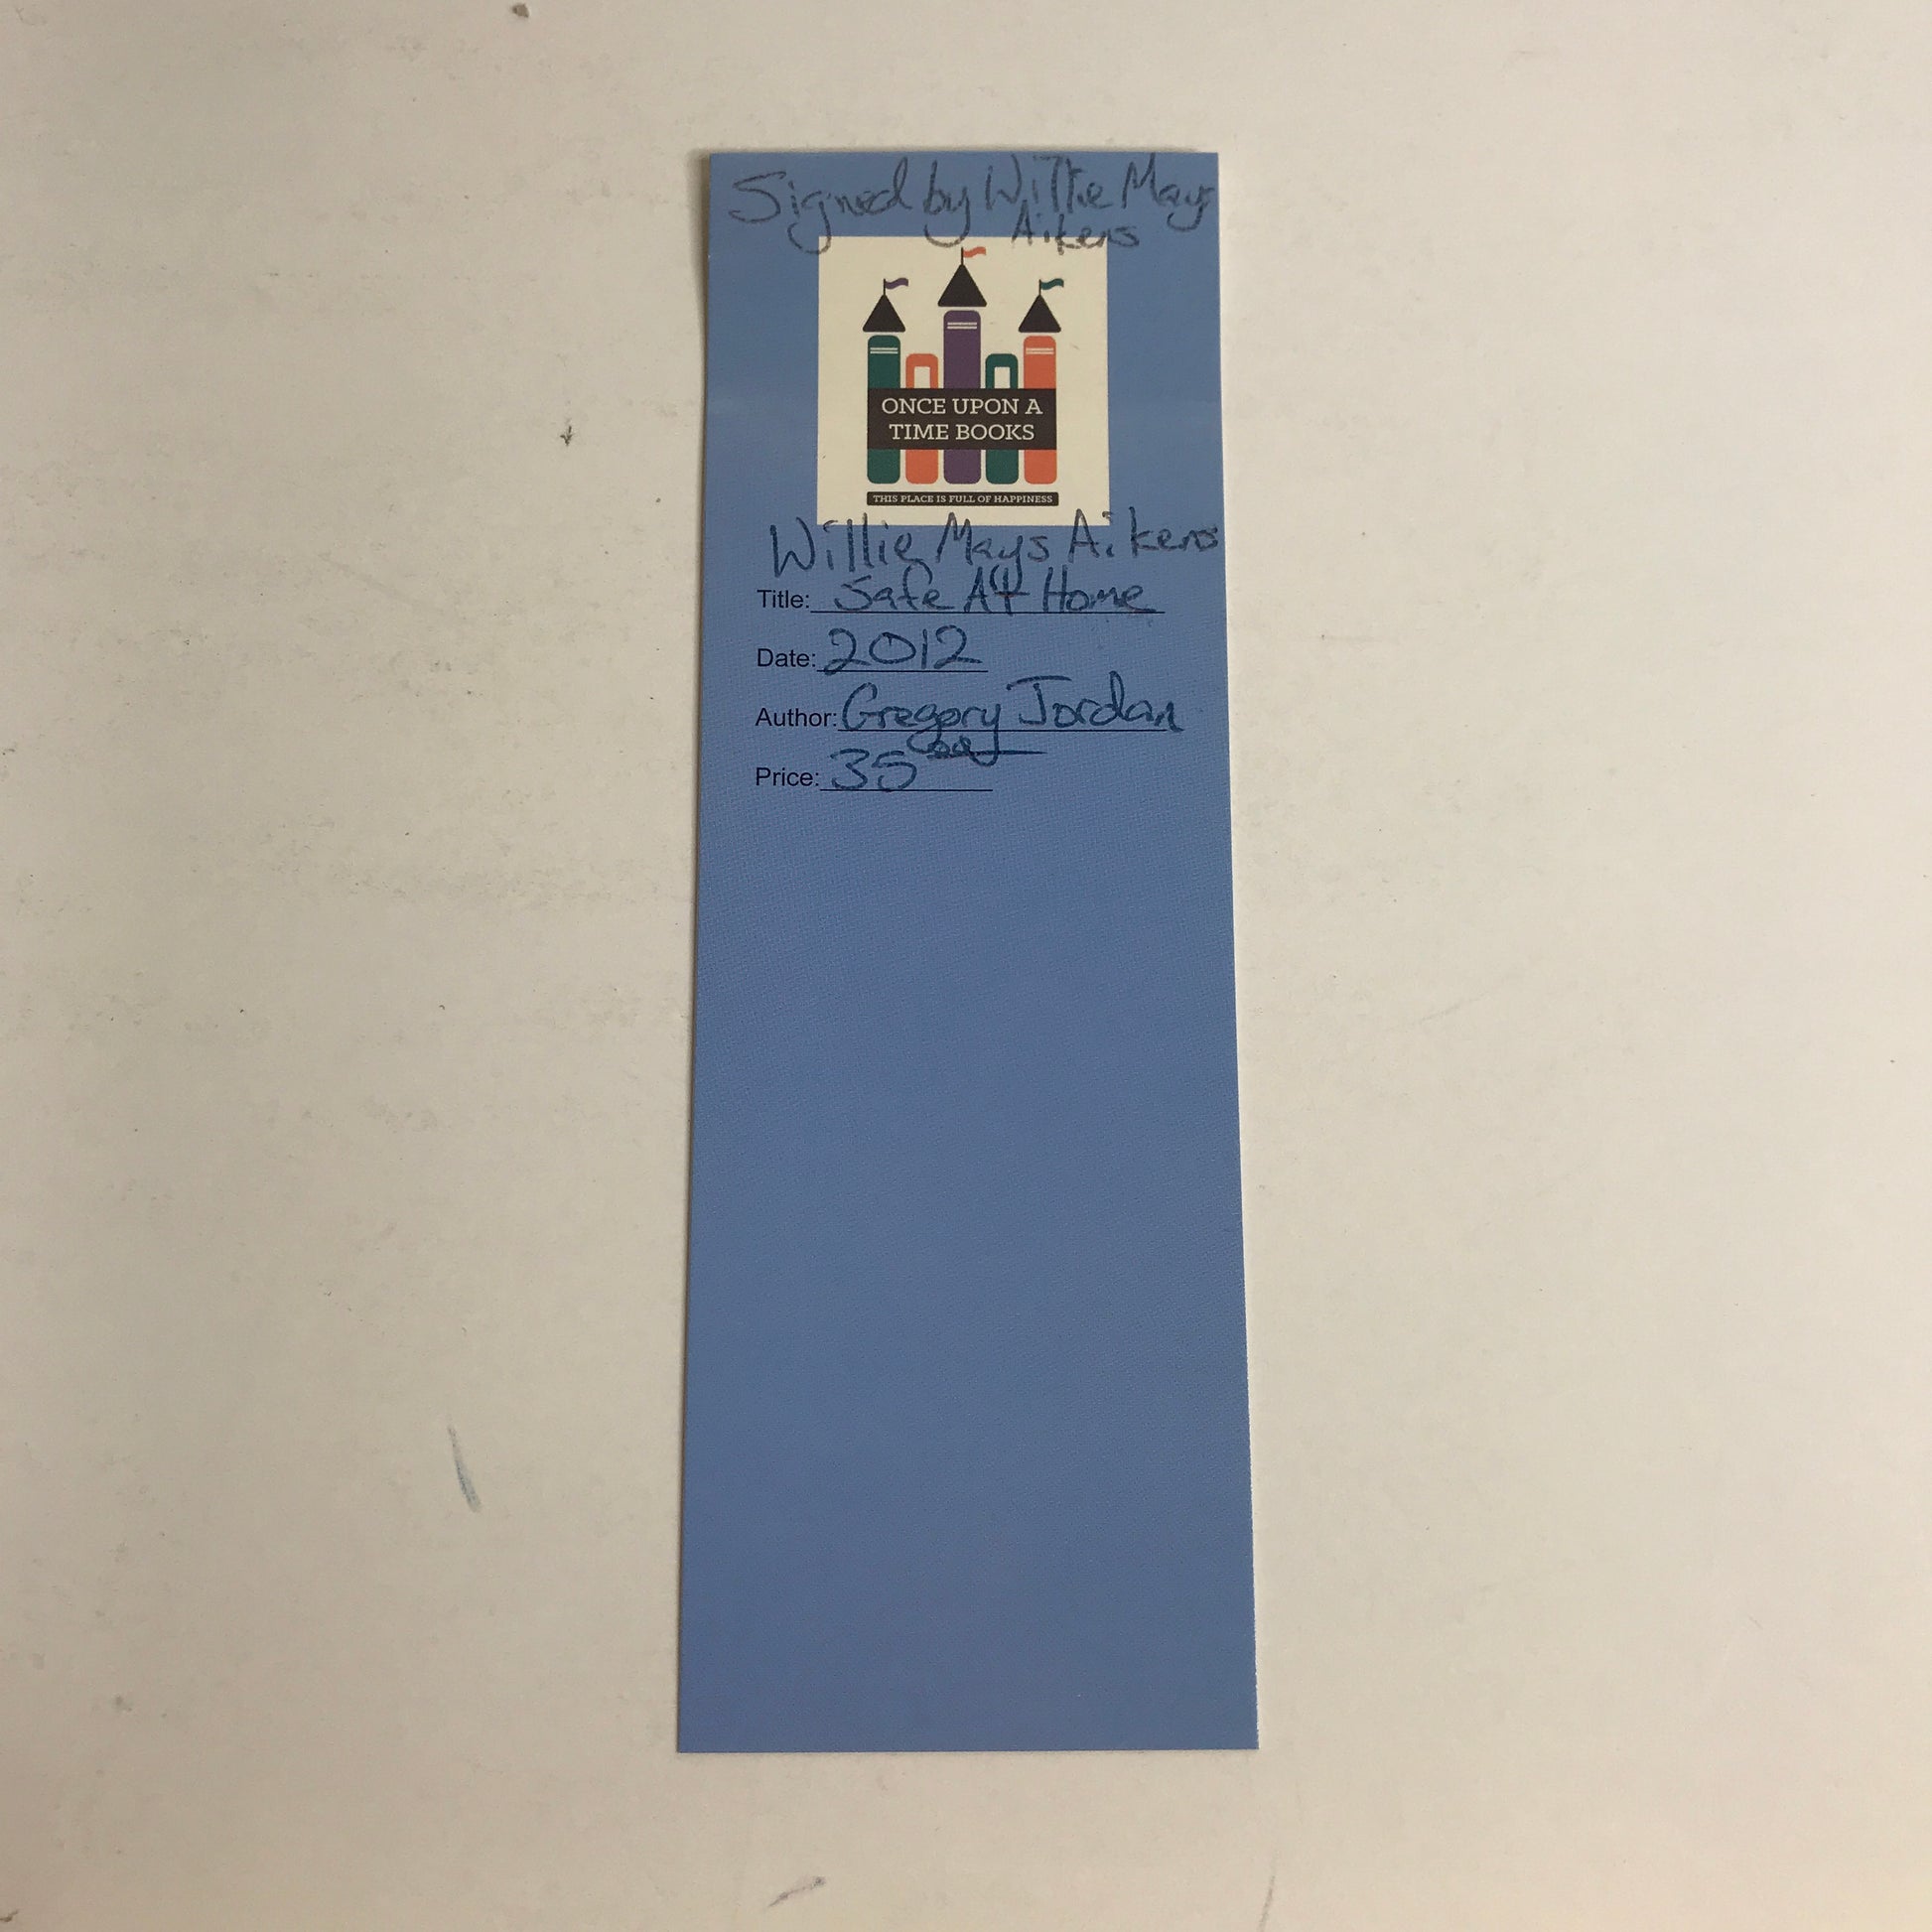 Signed by Willie Mays
Aikens
ONCE UPON A
TIME BOOKS
THIS PLACE IS FULL OF HAPPINESS
Willie Mays Aikens
Title: Safe At Home
Date: 2012
Author: Gregory Jordan
Price: 35 00